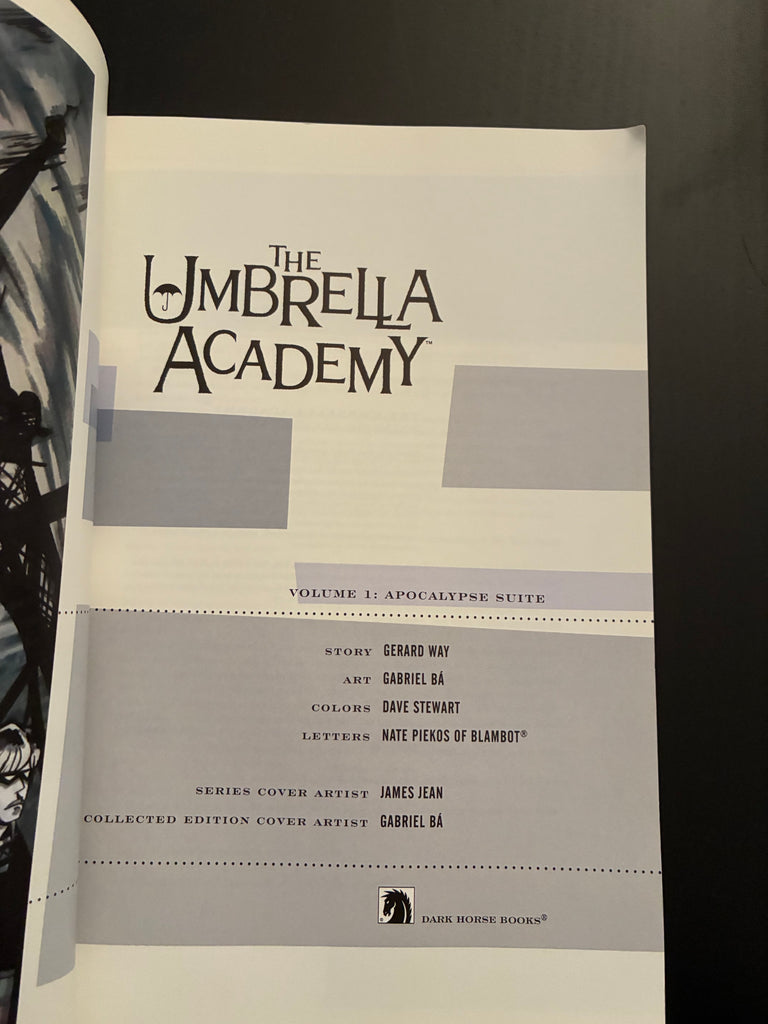 THE
UMBRELLA
ACADEMY™
VOLUME 1: APOCALYPSE SUITE
STORY GERARD WAY
ART GABRIEL BÁ
COLORS DAVE STEWART
LETTERS NATE PIEKOS OF BLAMBOT®
SERIES COVER ARTIST JAMES JEAN
COLLECTED EDITION COVER ARTIST GABRIEL BÁ
DARK HORSE BOOKS®